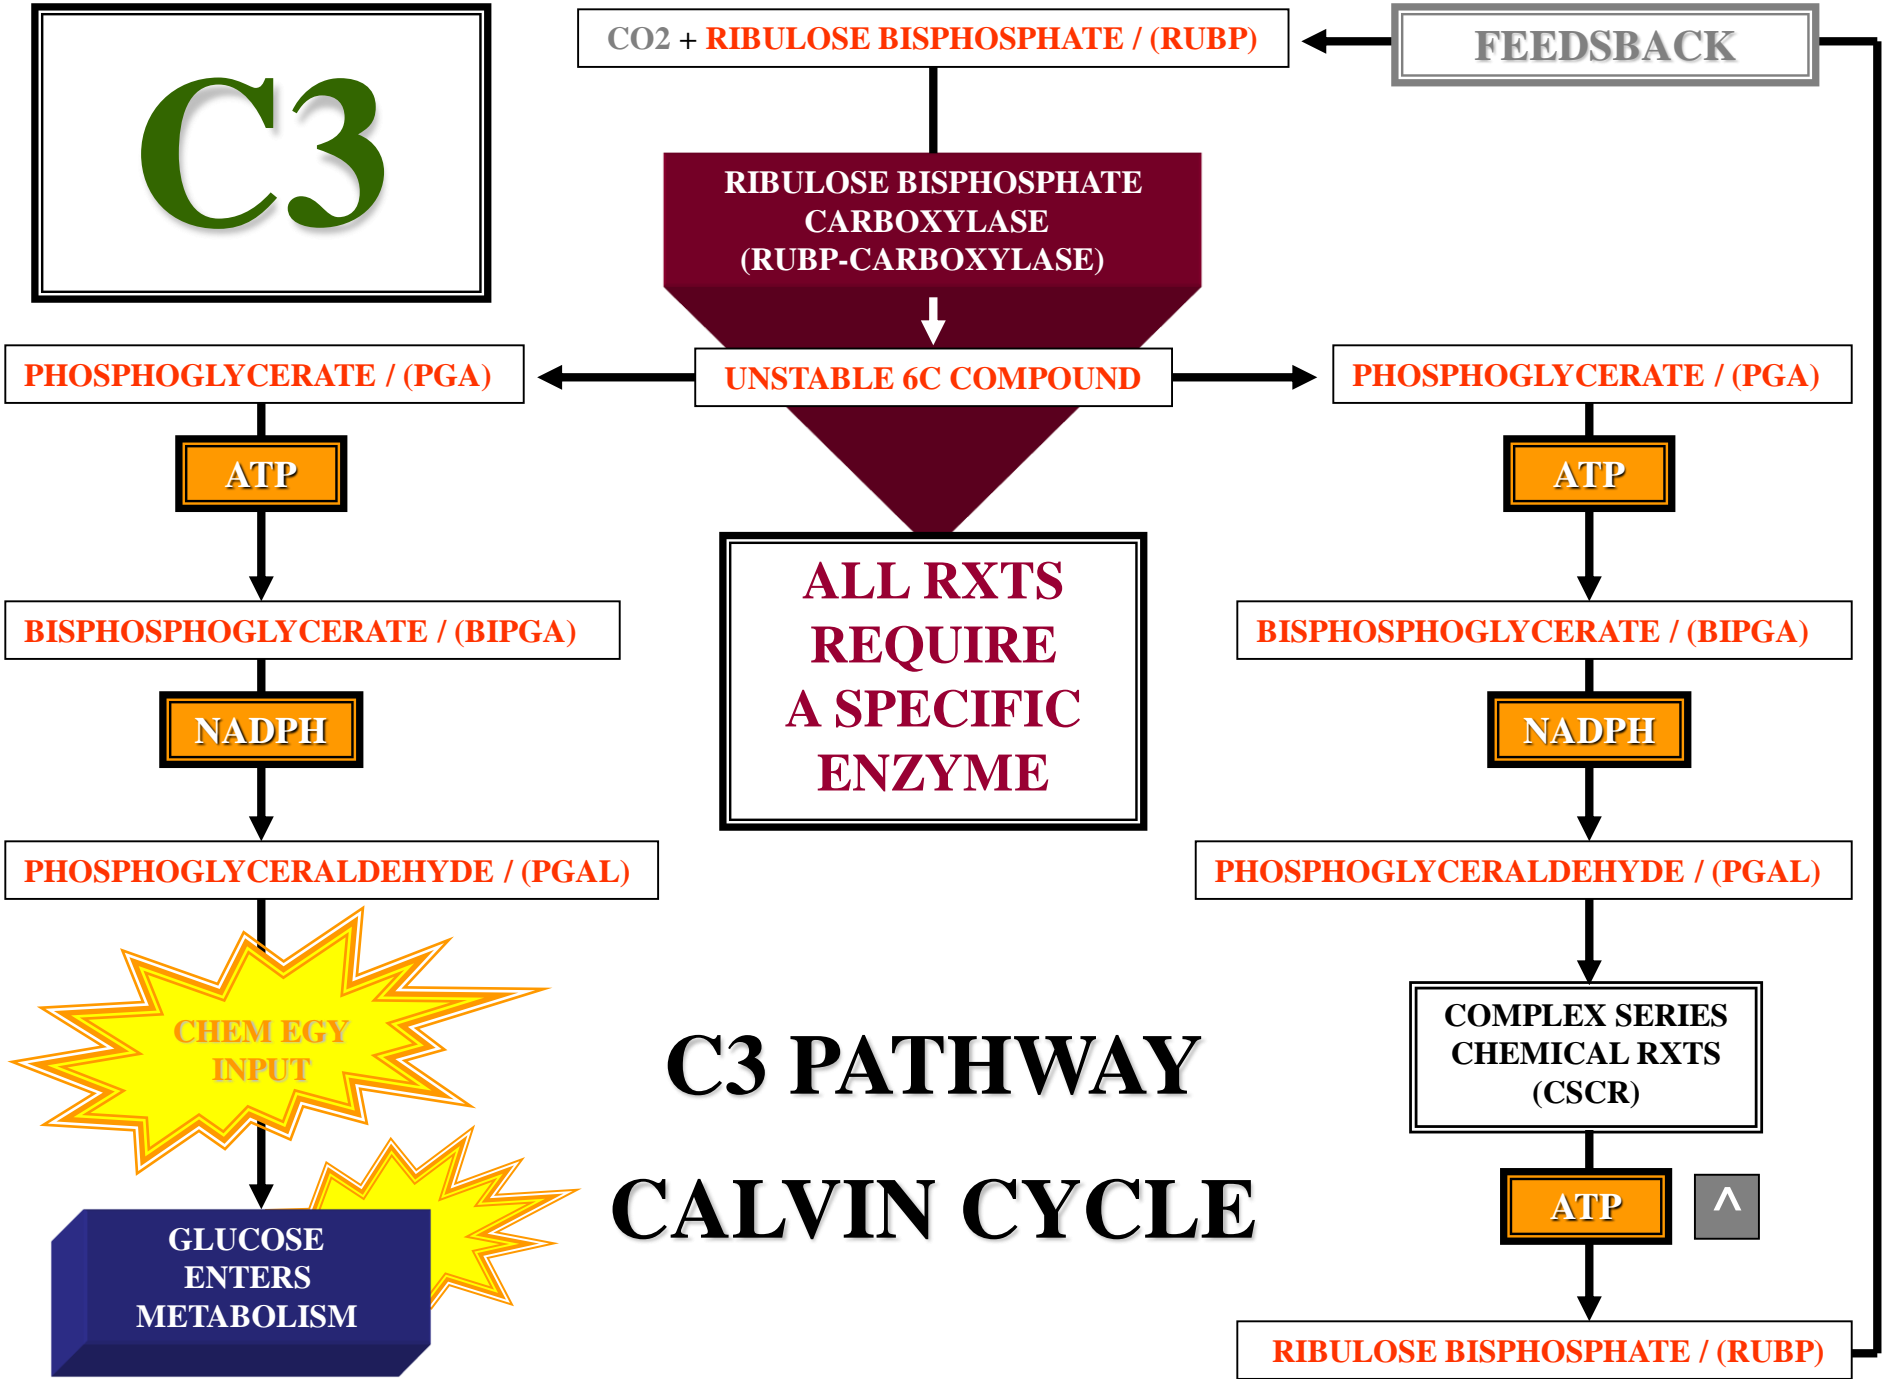 C3
CO2 + RIBULOSE BISPHOSPHATE / (RUBP)
FEEDSBACK
RIBULOSE BISPHOSPHATE
CARBOXYLASE
(RUBP-CARBOXYLASE)
PHOSPHOGLYCERATE / (PGA)
UNSTABLE 6C COMPOUND
PHOSPHOGLYCERATE / (PGA)
ATP
ATP
BISPHOSPHOGLYCERATE / (BIPGA)
ALL RXTS
REQUIRE
A SPECIFIC
ENZYME
BISPHOSPHOGLYCERATE / (BIPGA)
NADPH
NADPH
PHOSPHOGLYCERALDEHYDE / (PGAL)
PHOSPHOGLYCERALDEHYDE / (PGAL)
CHEM EGY
INPUT
C3 PATHWAY
CALVIN CYCLE
COMPLEX SERIES
CHEMICAL RXTS
(CSCR)
ATP
^
GLUCOSE
ENTERS
METABOLISM
RIBULOSE BISPHOSPHATE / (RUBP)